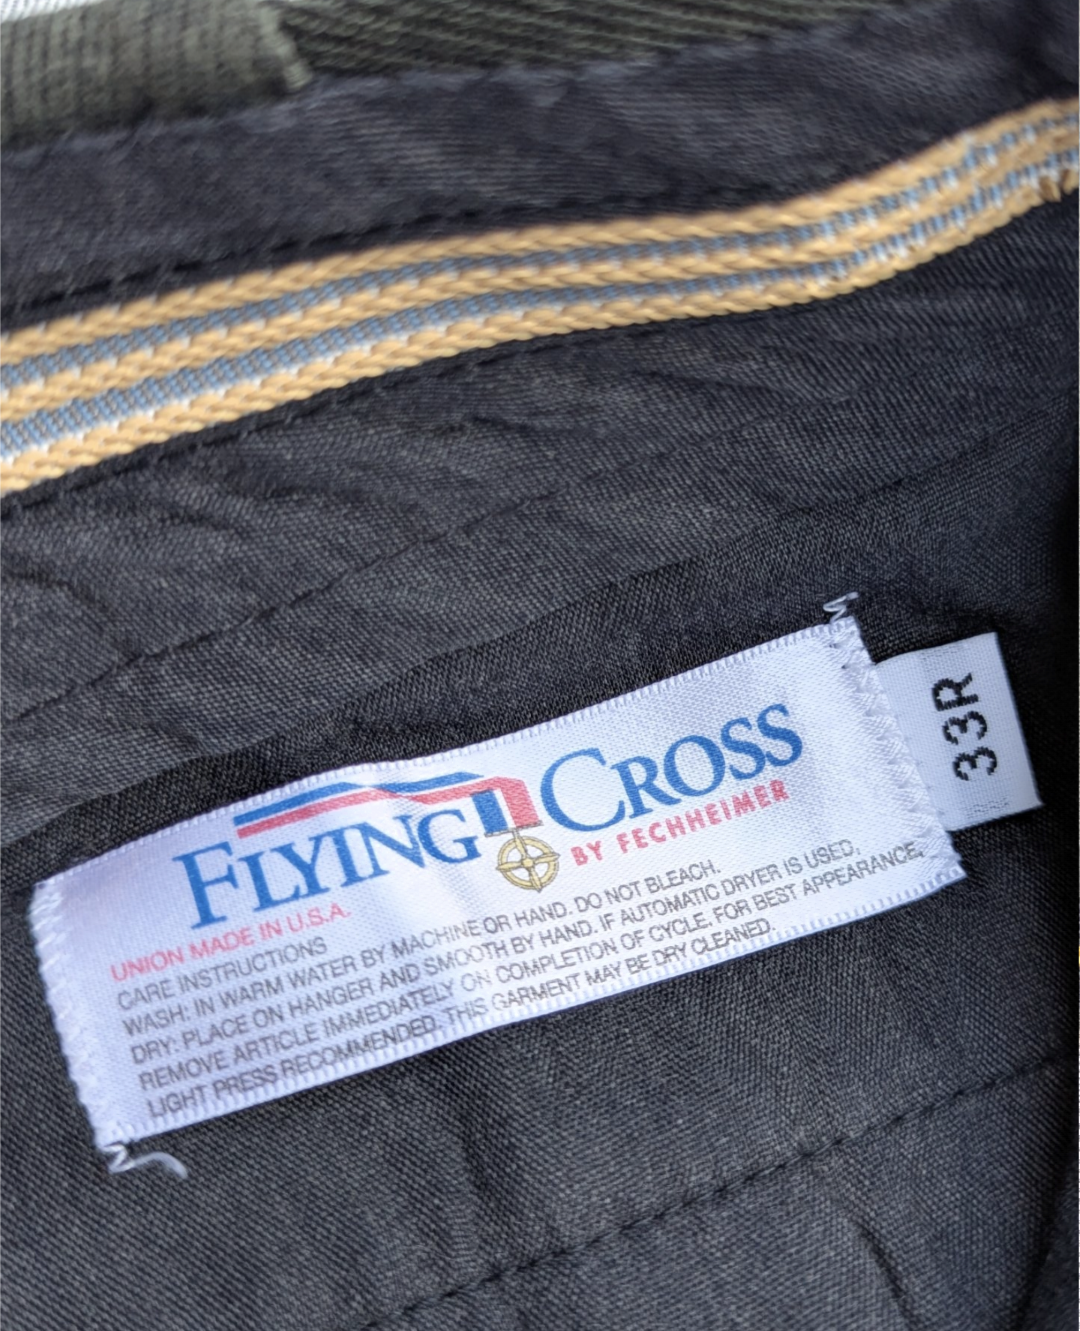 FLYING CROSS
BY FECHHEIMER
UNION MADE IN U.S.A.
CARE INSTRUCTIONS
WASH: IN WARM WATER BY MACHINE OR HAND. DO NOT BLEACH.
DRY: PLACE ON HANGER AND SMOOTH BY HAND. IF AUTOMATIC DRYER IS USED,
REMOVE ARTICLE IMMEDIATELY ON COMPLETION OF CYCLE. FOR BEST APPEARANCE,
LIGHT PRESS RECOMMENDED. THIS GARMENT MAY BE DRY CLEANED.
33R